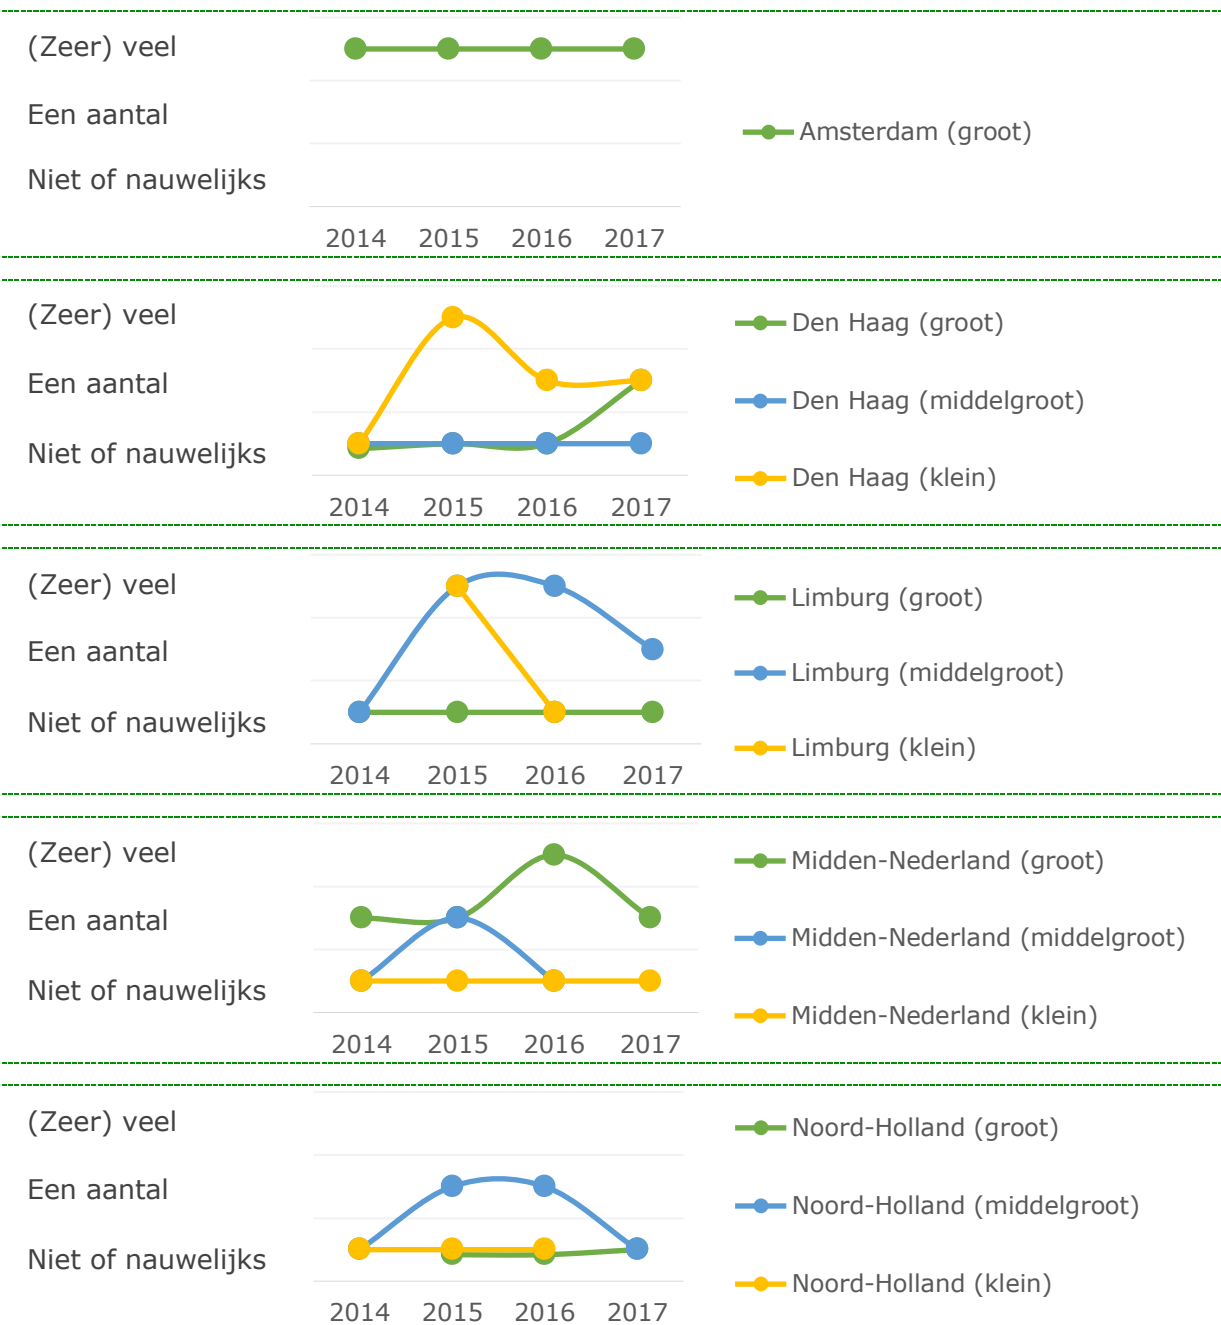 (Zeer) veel
Een aantal
Niet of nauwelijks
2014 2015 2016 2017
Amsterdam (groot)
(Zeer) veel
Een aantal
Niet of nauwelijks
2014 2015 2016 2017
Den Haag (groot)
Den Haag (middelgroot)
Den Haag (klein)
(Zeer) veel
Een aantal
Niet of nauwelijks
2014 2015 2016 2017
Limburg (groot)
Limburg (middelgroot)
Limburg (klein)
(Zeer) veel
Een aantal
Niet of nauwelijks
2014 2015 2016 2017
Midden-Nederland (groot)
Midden-Nederland (middelgroot)
Midden-Nederland (klein)
(Zeer) veel
Een aantal
Niet of nauwelijks
2014 2015 2016 2017
Noord-Holland (groot)
Noord-Holland (middelgroot)
Noord-Holland (klein)